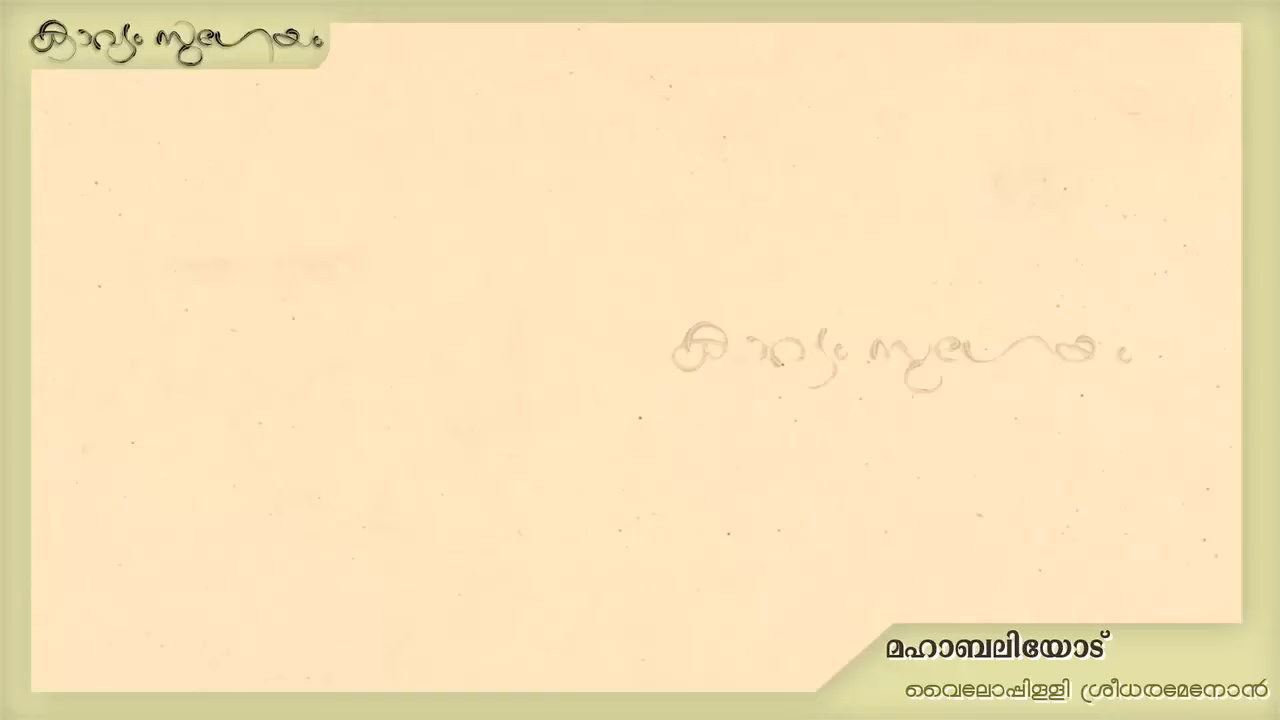 കാവ്യം സുഗേയം
കാവ്യം സുഗേയം
മഹാബലിയോട്
വൈലോപ്പിള്ളി ശ്രീധരമേനോൻ